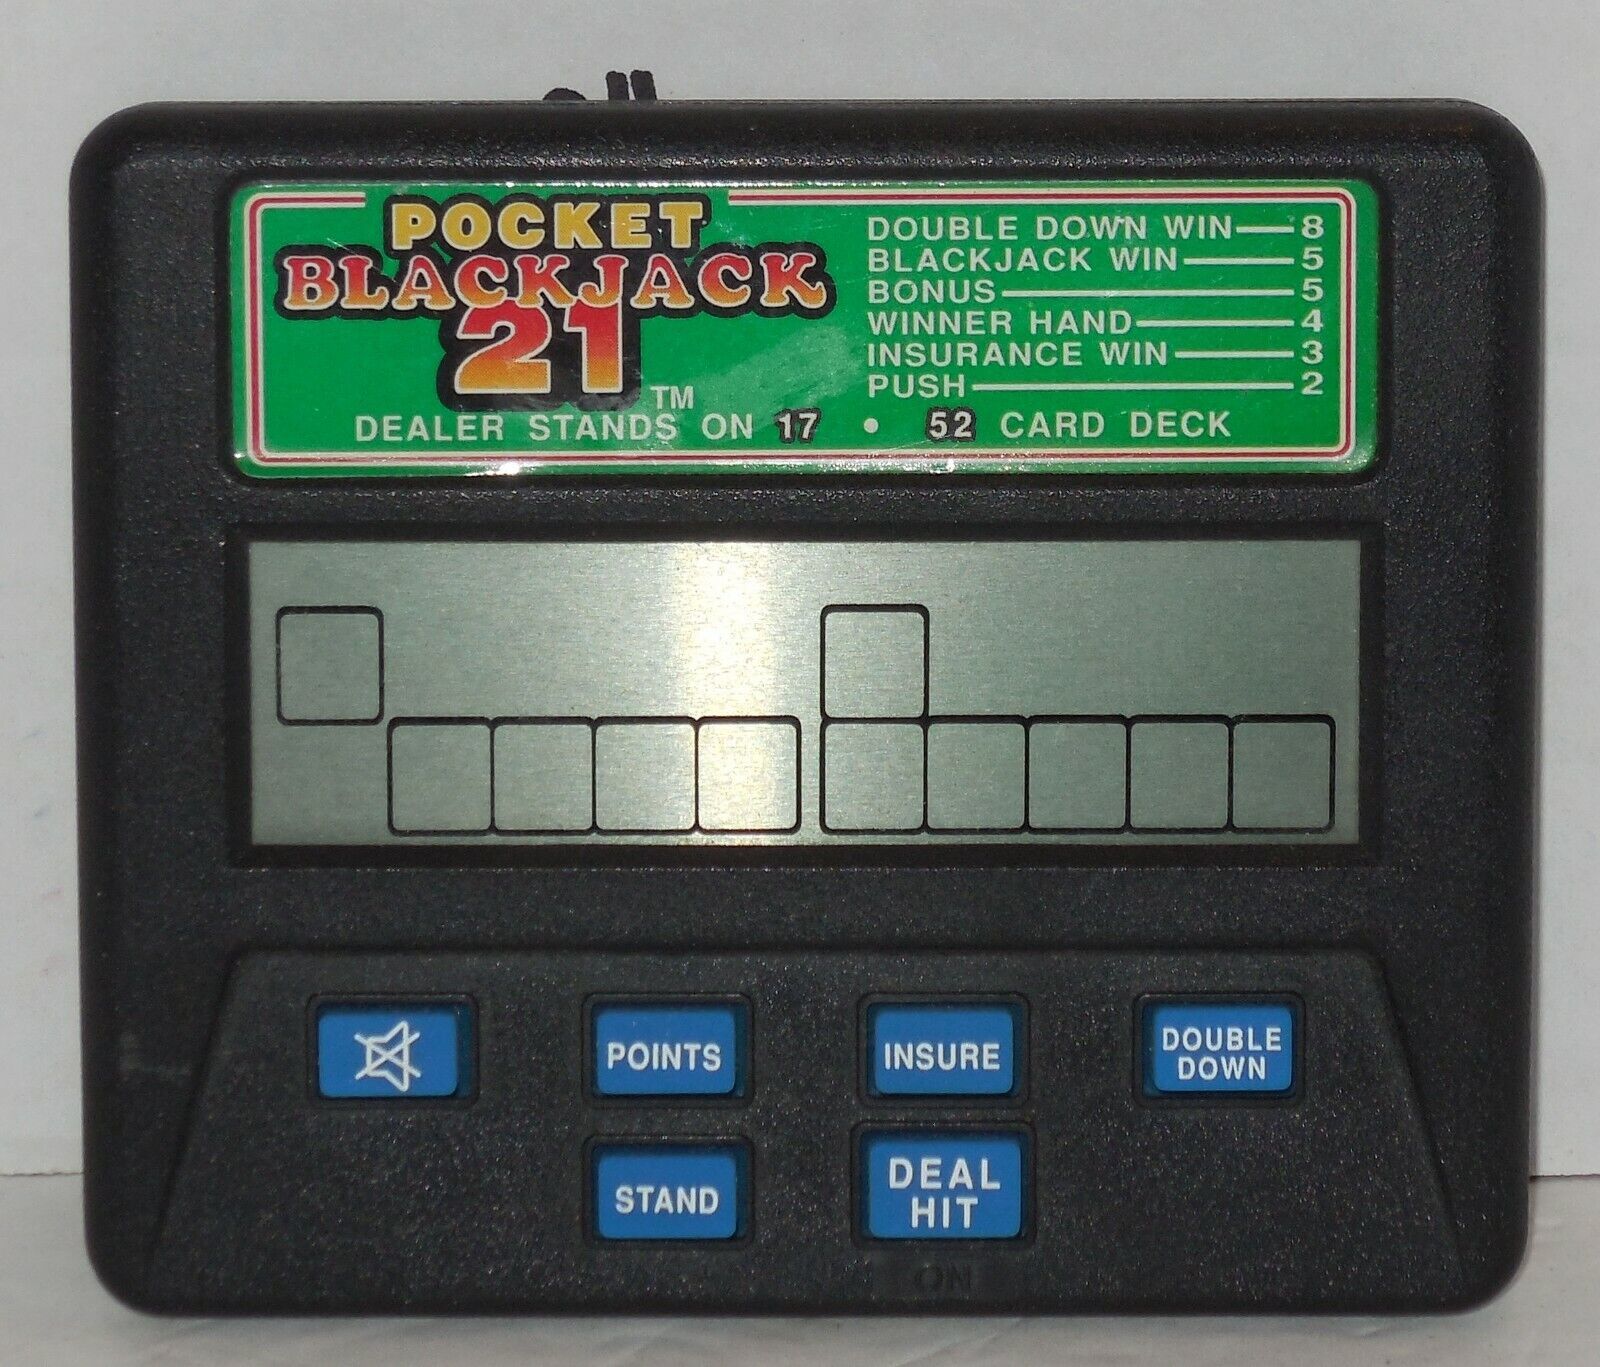 POCKET
BLACKJACK
21 TM
DOUBLE DOWN WIN 8
BLACKJACK WIN 5
BONUS 5
WINNER HAND 4
INSURANCE WIN 3
PUSH 2
DEALER STANDS ON 17 • 52 CARD DECK
POINTS
INSURE
DOUBLE
DOWN
STAND
DEAL
HIT
ON